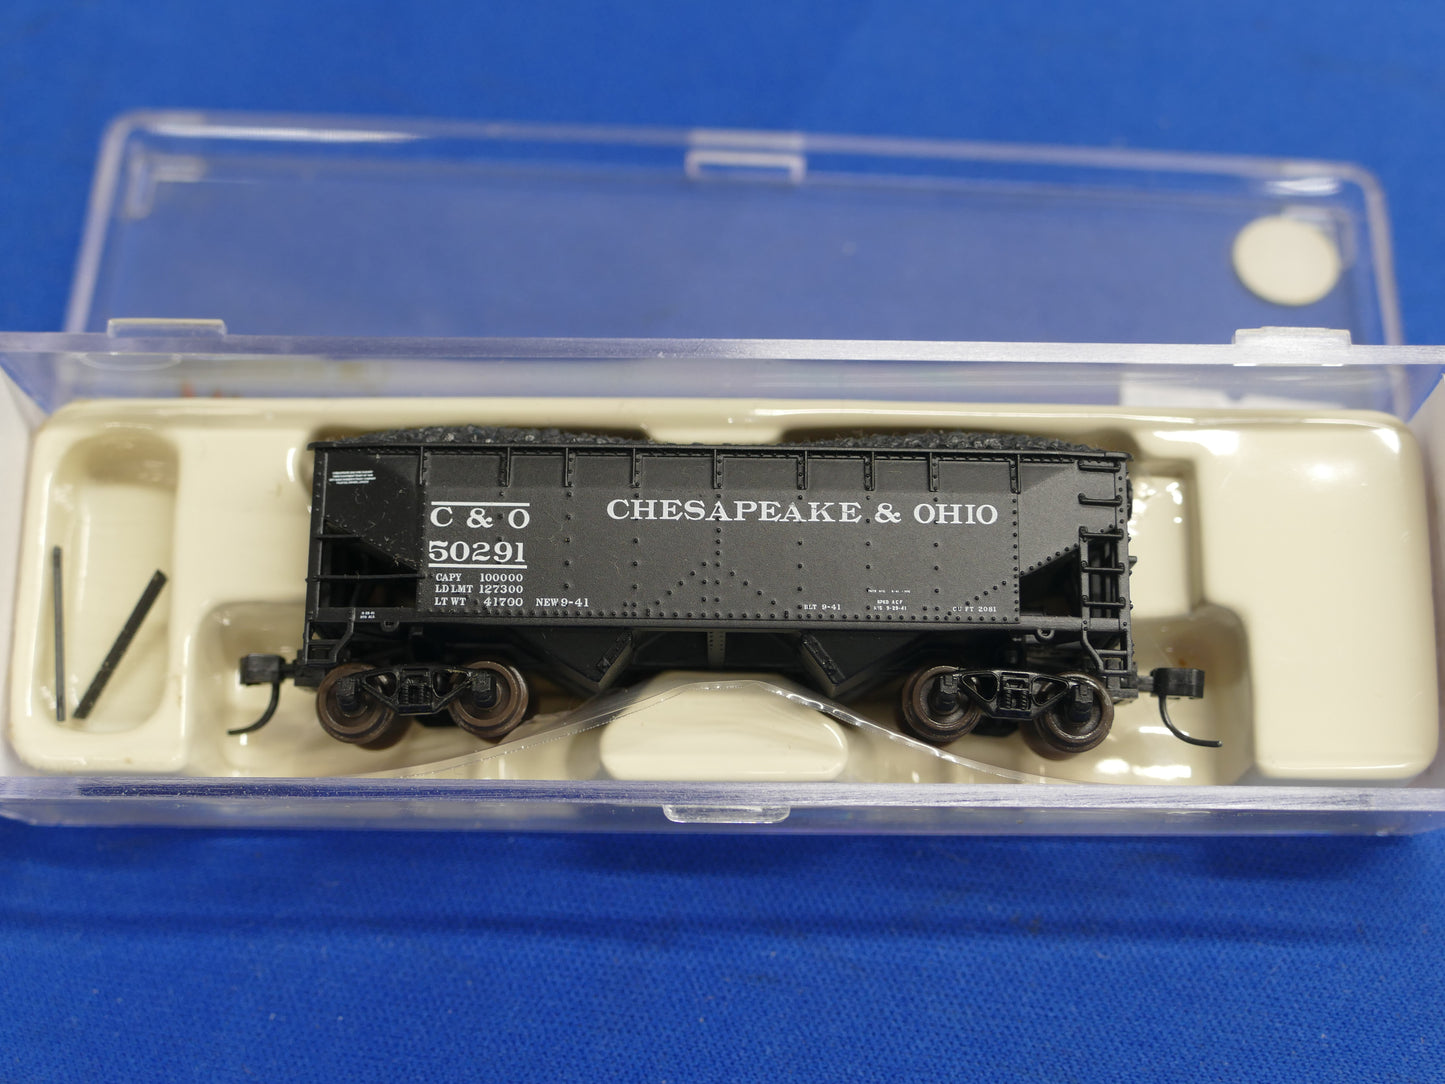 C & O
50291
CAPY 100000
LD LMT 127300
LT WT 41700 NEW 9-41
CHESAPEAKE & OHIO
BLT 9-41
CU FT 2081